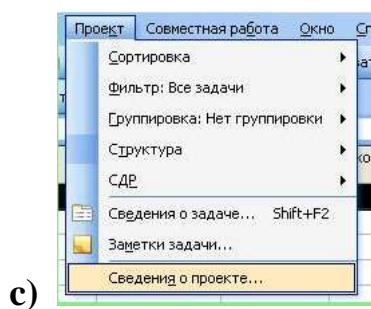 Проект Совместная работа Окно
Сортировка
Фильтр: Все задачи
Группировка: Нет группировки
Структура
СДР
Сведения о задаче... Shift+F2
Заметки задачи...
Сведения о проекте...
c)